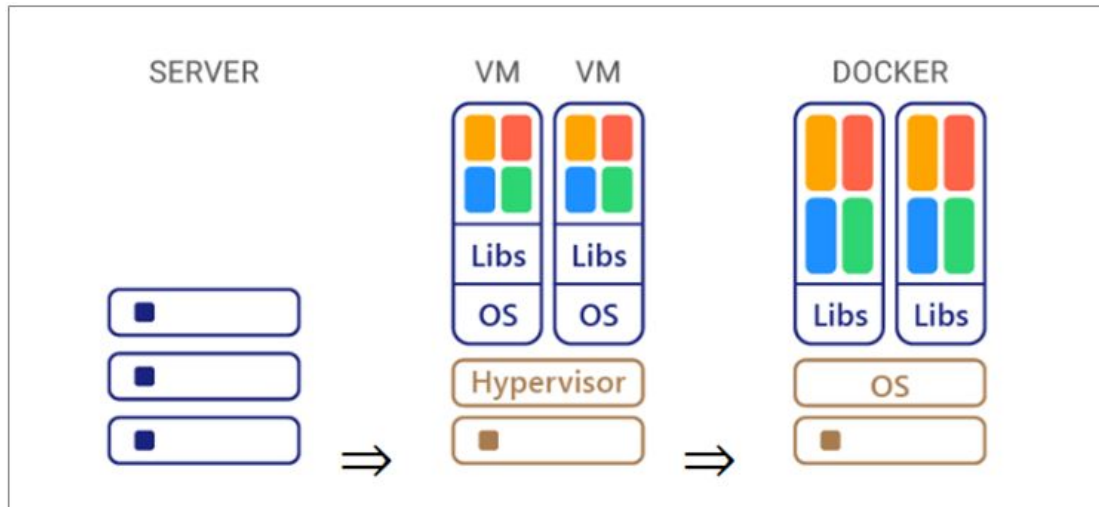 SERVER
VM VM
DOCKER
Libs Libs
OS OS
Hypervisor
Libs Libs
OS
⇒ ⇒